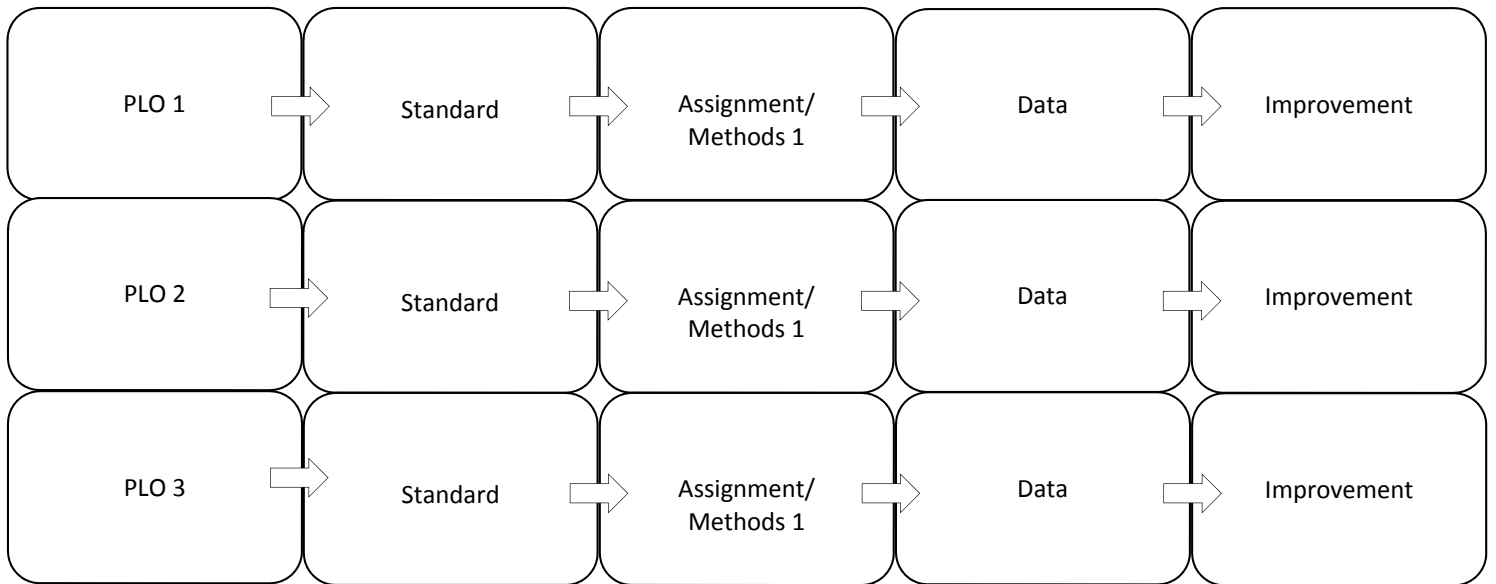 PLO 1
Standard
Assignment/
Methods 1
Data
Improvement
PLO 2
Standard
Assignment/
Methods 1
Data
Improvement
PLO 3
Standard
Assignment/
Methods 1
Data
Improvement